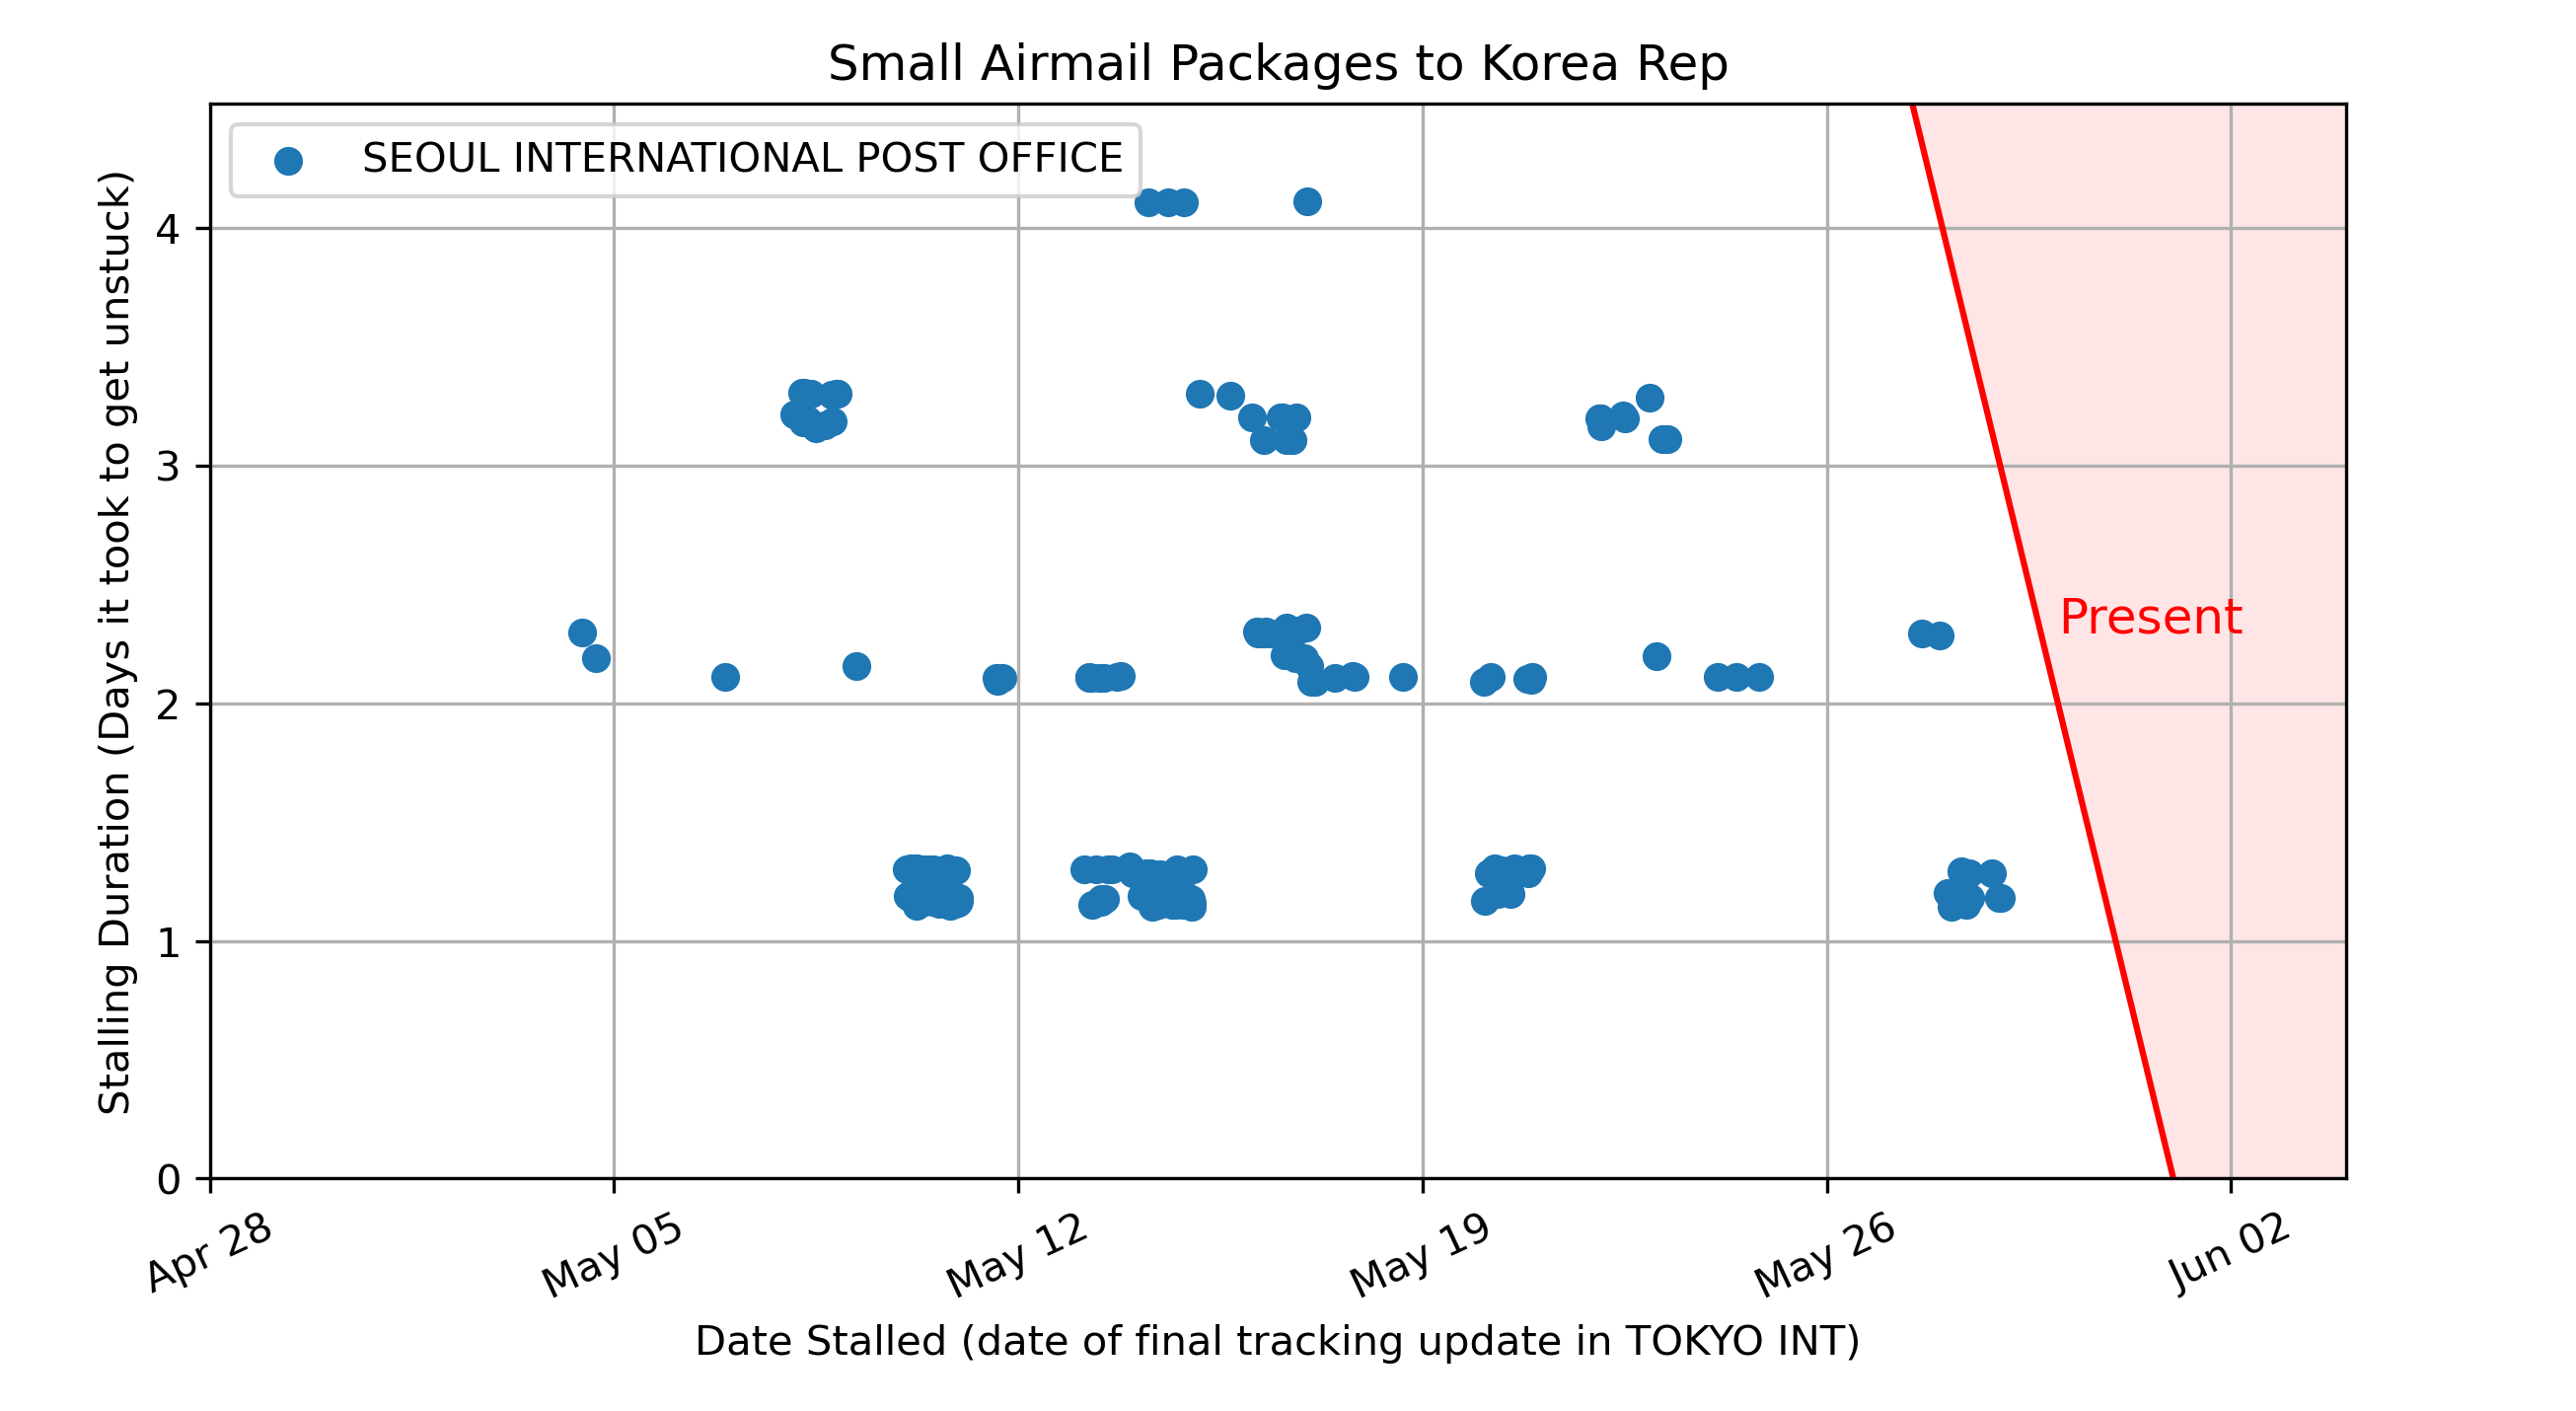 Small Airmail Packages to Korea Rep
SEOUL INTERNATIONAL POST OFFICE
Stalling Duration (Days it took to get unstuck)
4
3
2
1
0
Present
Apr 28
May 05
May 12
May 19
May 26
Jun 02
Date Stalled (date of final tracking update in TOKYO INT)